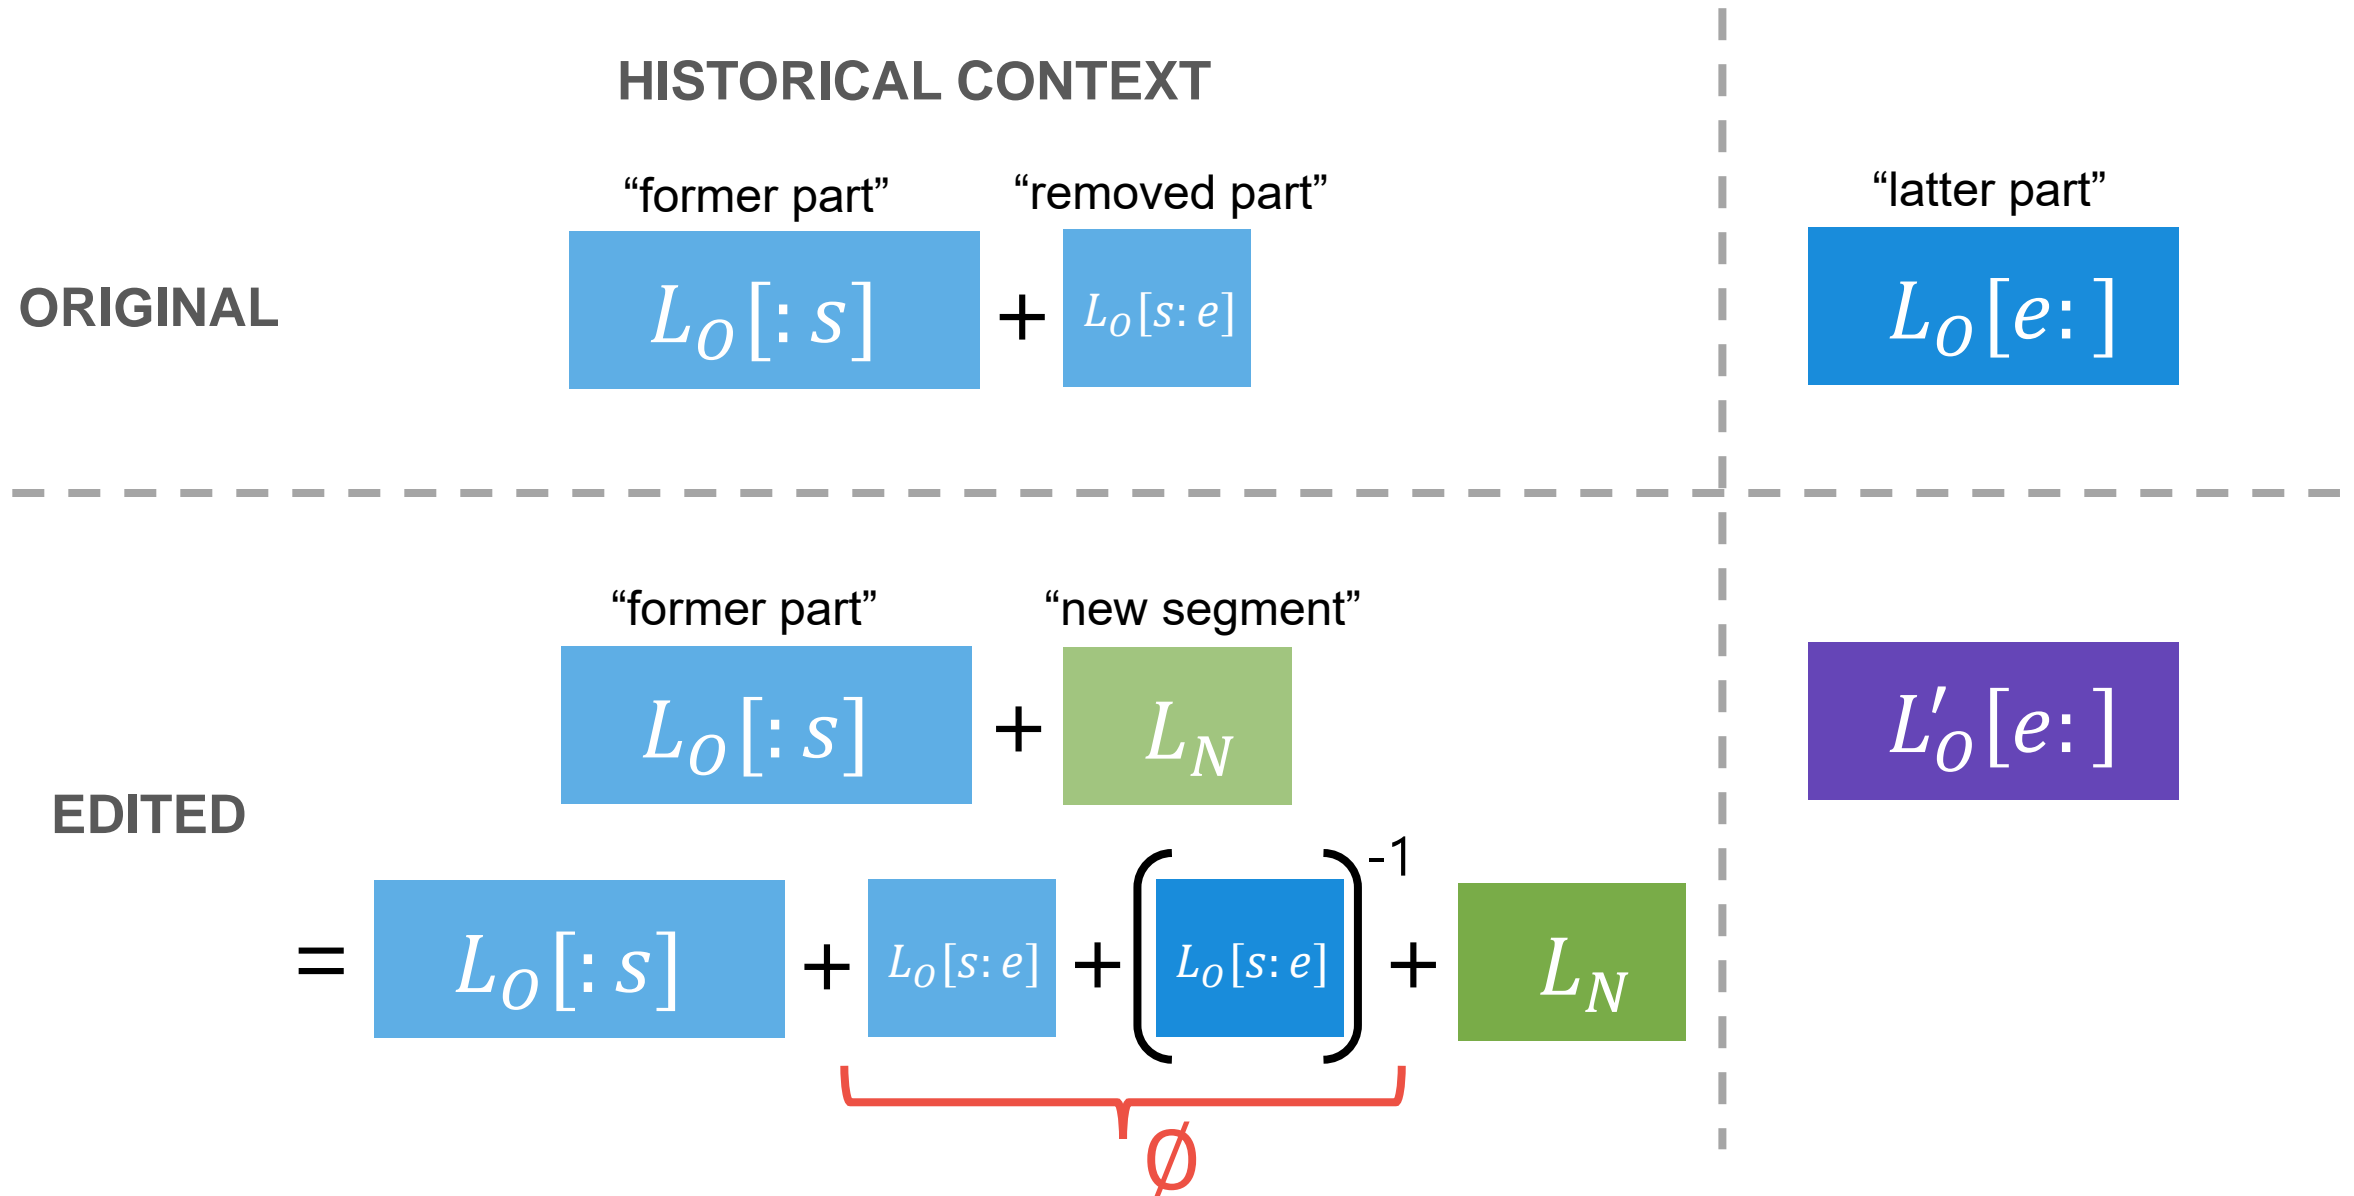 HISTORICAL CONTEXT
“former part” “removed part” “latter part”
ORIGINAL L_O[: s] + L_O[s: e] L_O[e: ]
“former part” “new segment”
L_O[: s] + L_N L′_O[e: ]
EDITED
= L_O[: s] + L_O[s: e] + (L_O[s: e])^-1 + L_N
∅